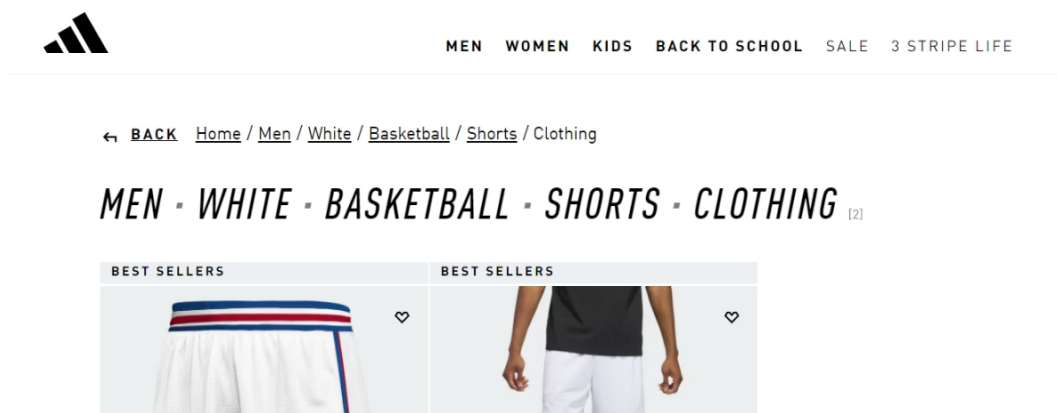 MEN WOMEN KIDS BACK TO SCHOOL SALE 3 STRIPE LIFE
BACK Home / Men / White / Basketball / Shorts / Clothing
MEN · WHITE · BASKETBALL · SHORTS · CLOTHING [2]
BEST SELLERS BEST SELLERS